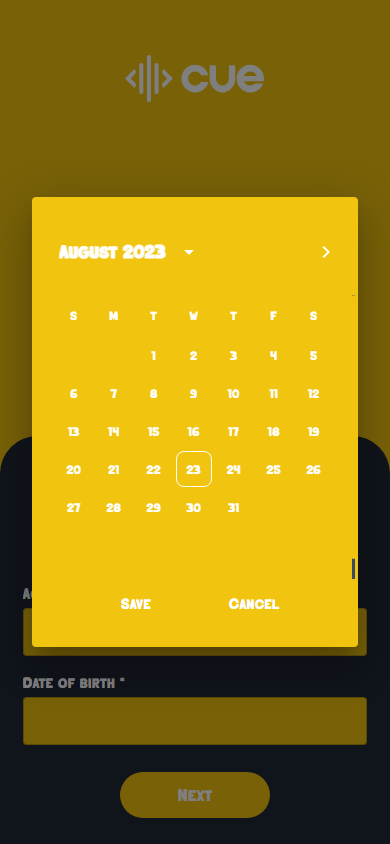 cue
August 2023
S M T W T F S
1 2 3 4 5
6 7 8 9 10 11 12
13 14 15 16 17 18 19
20 21 22 23 24 25 26
27 28 29 30 31
Save Cancel
Date of birth *
Next